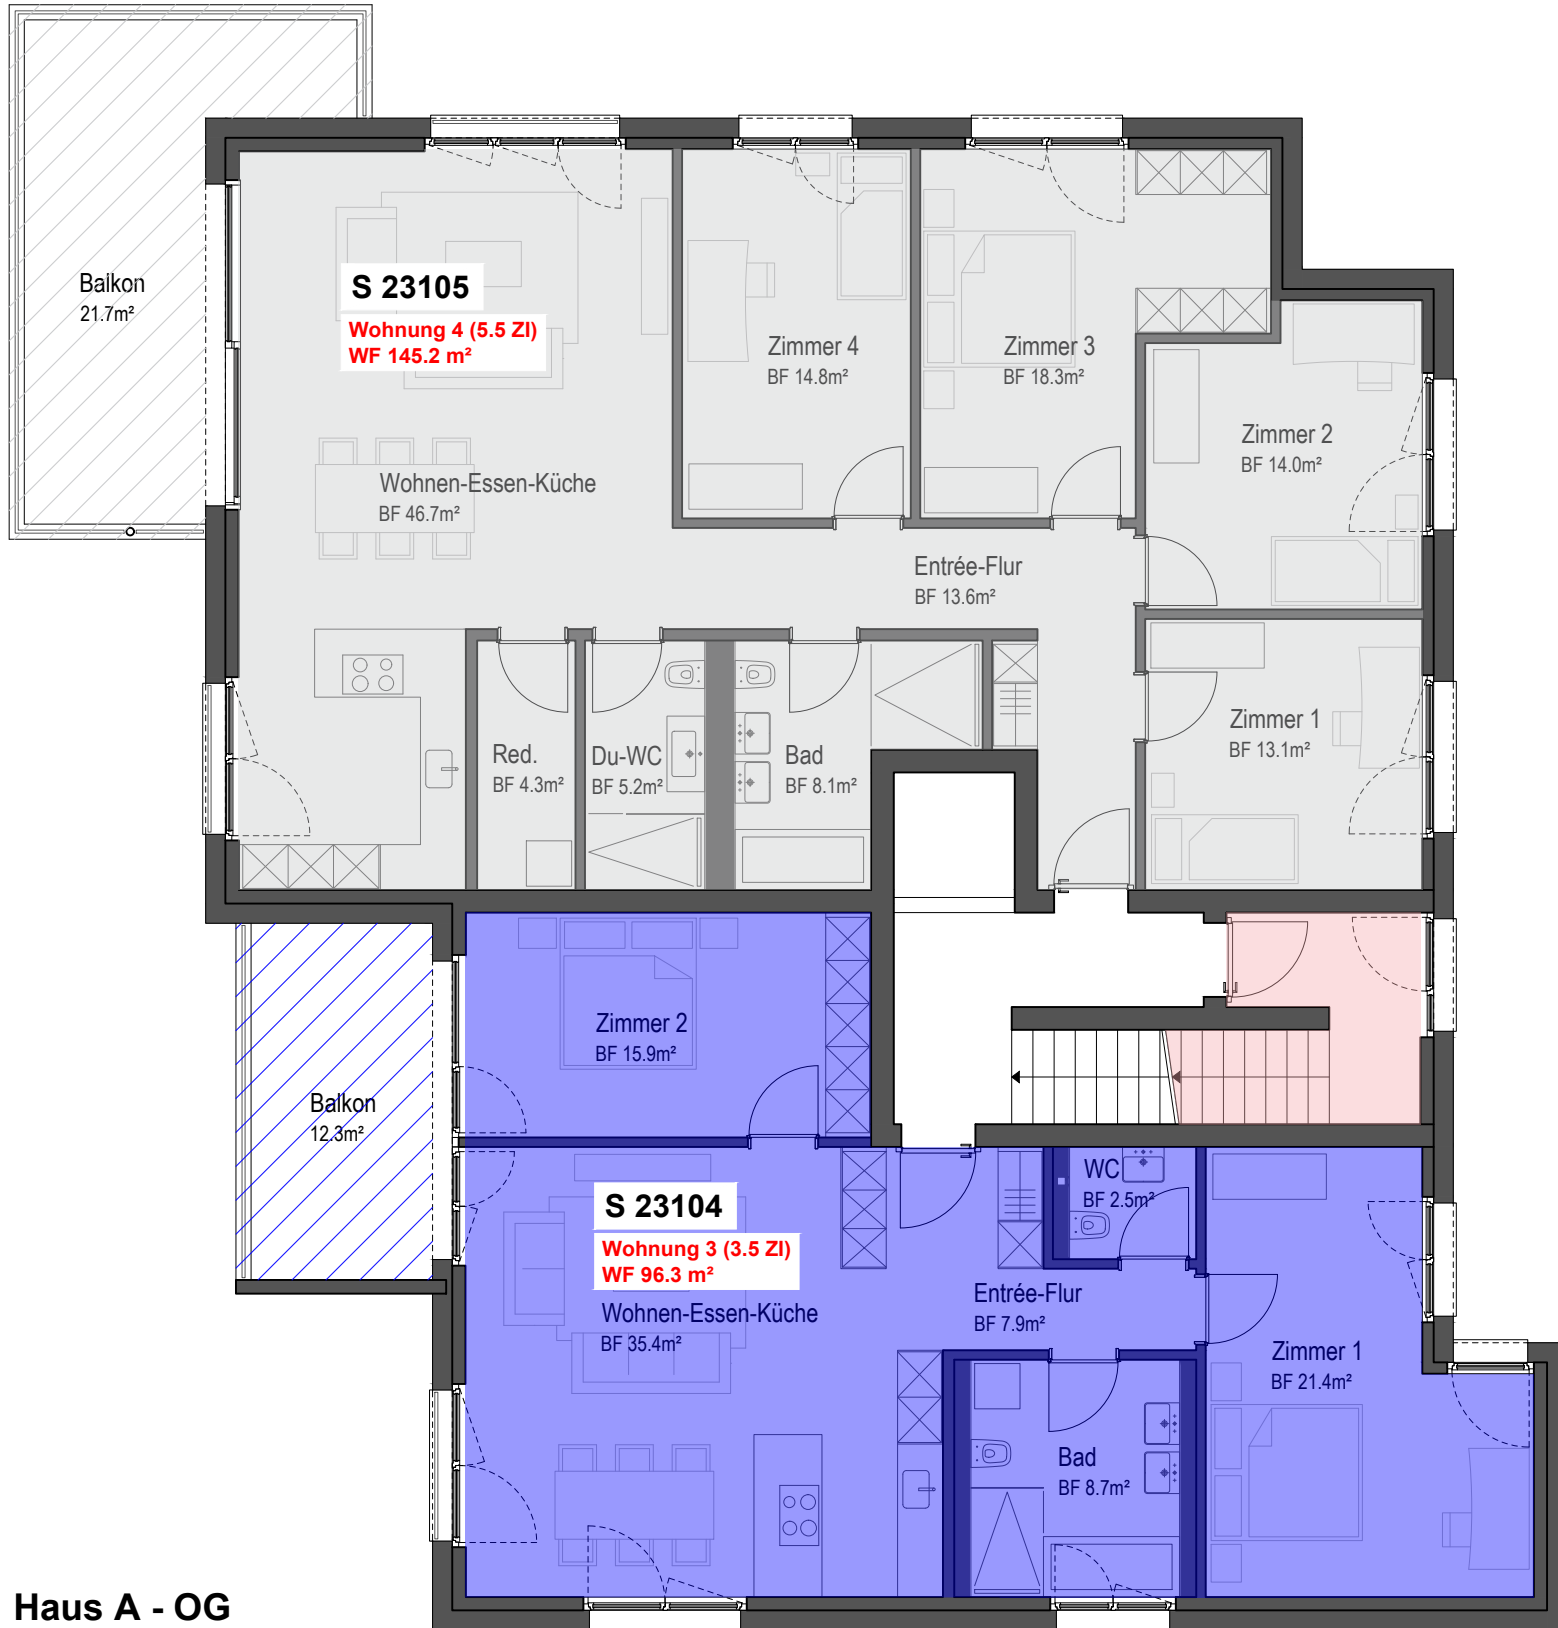 Balkon
21.7m²
S 23105
Wohnung 4 (5.5 ZI)
WF 145.2 m²
Zimmer 4
BF 14.8m²
Zimmer 3
BF 18.3m²
Zimmer 2
BF 14.0m²
Wohnen-Essen-Küche
BF 46.7m²
Entrée-Flur
BF 13.6m²
Zimmer 1
BF 13.1m²
Red.
BF 4.3m²
Du-WC
BF 5.2m²
Bad
BF 8.1m²
Zimmer 2
BF 15.9m²
Balkon
12.3m²
WC
BF 2.5m²
S 23104
Wohnung 3 (3.5 ZI)
WF 96.3 m²
Wohnen-Essen-Küche
BF 35.4m²
Entrée-Flur
BF 7.9m²
Zimmer 1
BF 21.4m²
Bad
BF 8.7m²
Haus A - OG